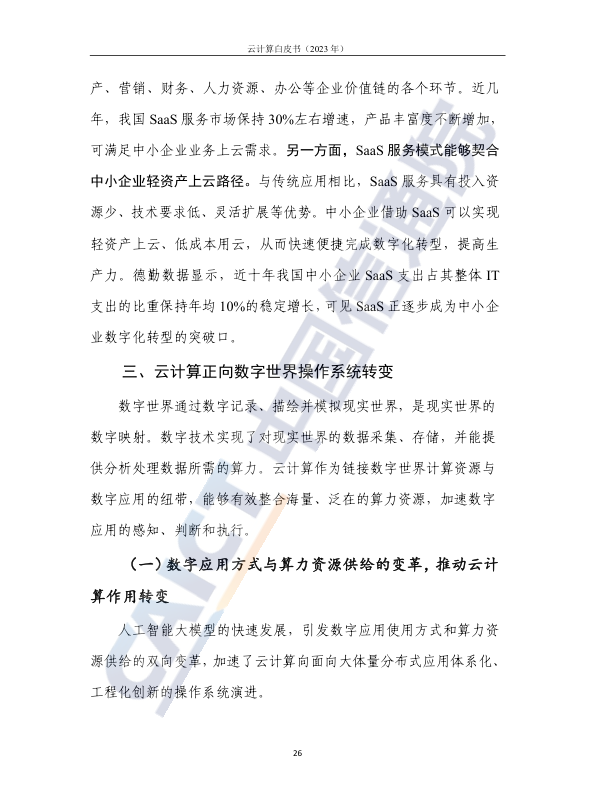 云计算白皮书（2023 年）
产、营销、财务、人力资源、办公等企业价值链的各个环节。近几
年，我国 SaaS 服务市场保持 30%左右增速，产品丰富度不断增加，
可满足中小企业业务上云需求。另一方面，SaaS 服务模式能够契合
中小企业轻资产上云路径。与传统应用相比，SaaS 服务具有投入资
源少、技术要求低、灵活扩展等优势。中小企业借助 SaaS 可以实现
轻资产上云、低成本用云，从而快速便捷完成数字化转型，提高生
产力。德勤数据显示，近十年我国中小企业 SaaS 支出占其整体 IT
支出的比重保持年均 10%的稳定增长，可见 SaaS 正逐步成为中小企
业数字化转型的突破口。
三、云计算正向数字世界操作系统转变
数字世界通过数字记录、描绘并模拟现实世界，是现实世界的
数字映射。数字技术实现了对现实世界的数据采集、存储，并能提
供分析处理数据所需的算力。云计算作为链接数字世界计算资源与
数字应用的纽带，能够有效整合海量、泛在的算力资源，加速数字
应用的感知、判断和执行。
（一）数字应用方式与算力资源供给的变革，推动云计
算作用转变
人工智能大模型的快速发展，引发数字应用使用方式和算力资
源供给的双向变革，加速了云计算向面向大体量分布式应用体系化、
工程化创新的操作系统演进。
CAICT 中国信通院
26